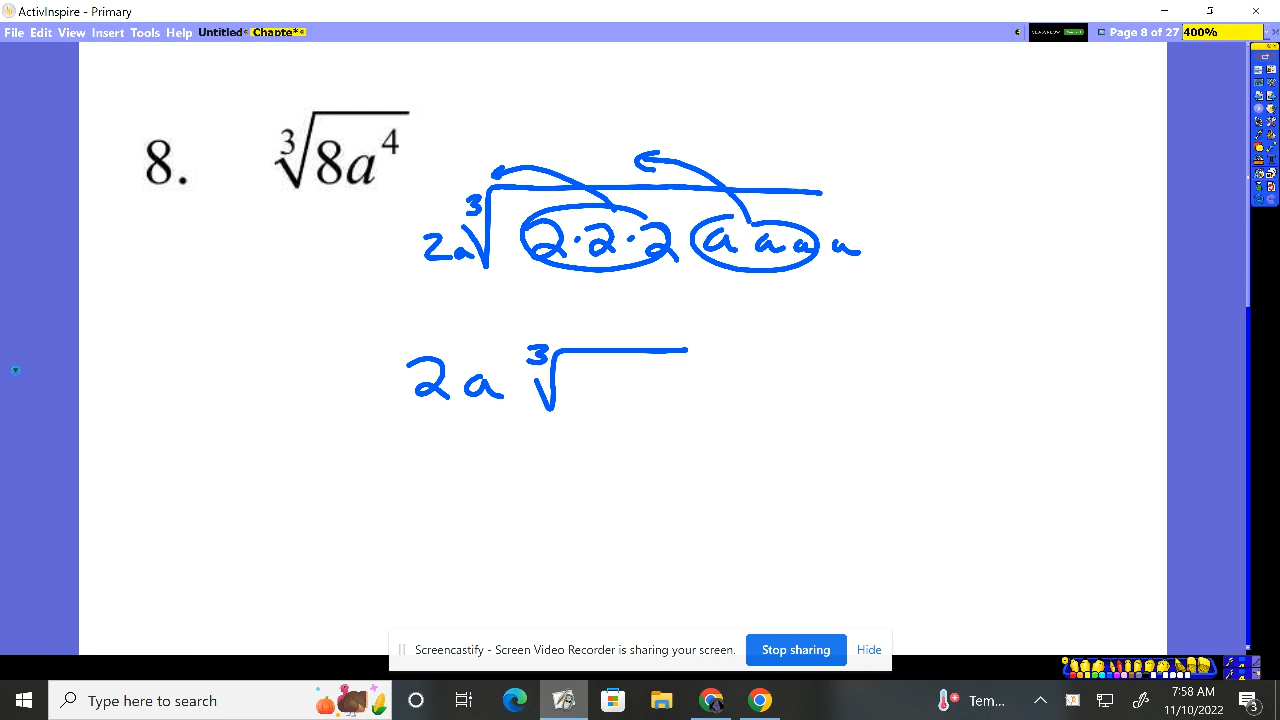 ActivInspire - Primary
File Edit View Insert Tools Help Untitled* Chapte*
Page 8 of 27 400%
8. ∛8a⁴
2a ∛2·2·2 a a a a
2a ∛
Screencastify - Screen Video Recorder is sharing your screen. Stop sharing Hide
Type here to search
Tem...
7:58 AM
11/10/2022
3